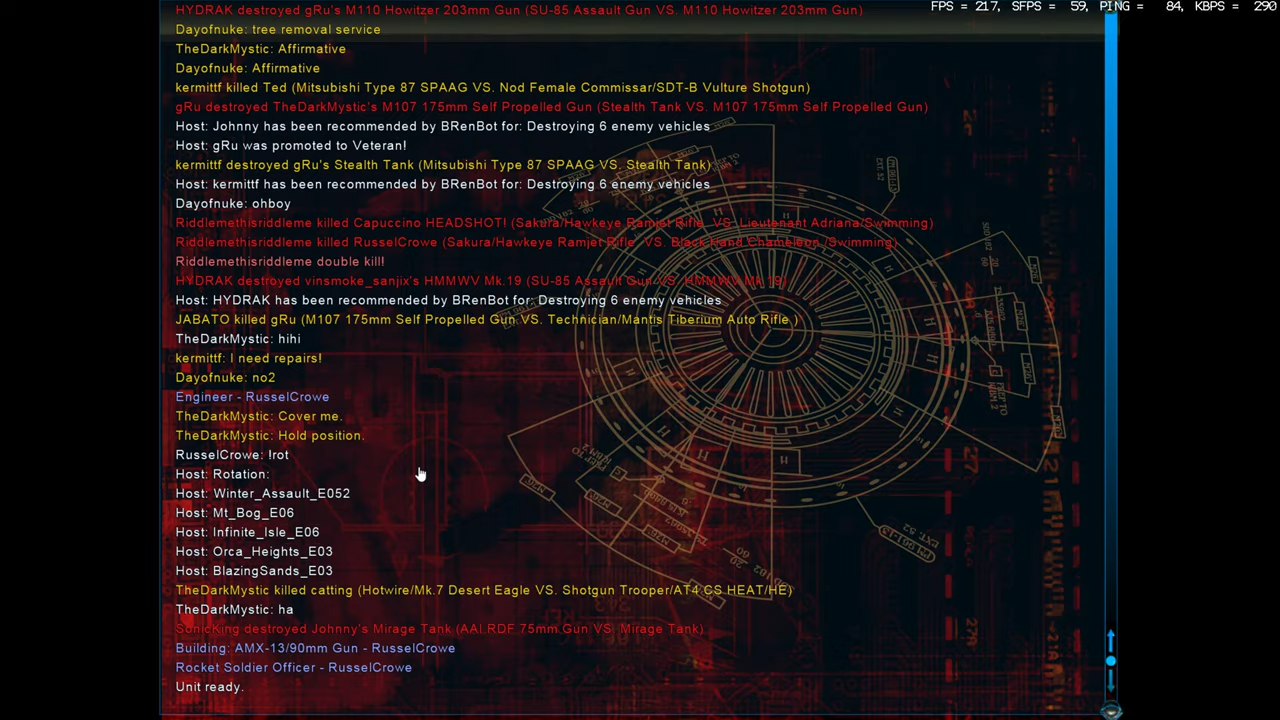 FPS = 217, SFPS = 59, PING = 84, KBPS = 290
HYDRAK destroyed gRu's M110 Howitzer 203mm Gun (SU-85 Assault Gun VS. M110 Howitzer 203mm Gun)
Dayofnuke: tree removal service
TheDarkMystic: Affirmative
Dayofnuke: Affirmative
kermittf killed Ted (Mitsubishi Type 87 SPAAG VS. Nod Female Commissar/SDT-B Vulture Shotgun)
gRu destroyed TheDarkMystic's M107 175mm Self Propelled Gun (Stealth Tank VS. M107 175mm Self Propelled Gun)
Host: Johnny has been recommended by BRenBot for: Destroying 6 enemy vehicles
Host: gRu was promoted to Veteran!
kermittf destroyed gRu's Stealth Tank (Mitsubishi Type 87 SPAAG VS. Stealth Tank)
Host: kermittf has been recommended by BRenBot for: Destroying 6 enemy vehicles
Dayofnuke: ohboy
Riddlemethisriddleme killed Capuccino HEADSHOT! (Sakura/Hawkeye Ramjet Rifle VS. Lieutenant Adriana/Swimming)
Riddlemethisriddleme killed RusselCrowe (Sakura/Hawkeye Ramjet Rifle VS. Black Hand Chameleon /Swimming)
Riddlemethisriddleme double kill!
HYDRAK destroyed vinsmoke_sanjix's HMMWV Mk.19 (SU-85 Assault Gun VS. HMMWV Mk.19)
Host: HYDRAK has been recommended by BRenBot for: Destroying 6 enemy vehicles
JABATO killed gRu (M107 175mm Self Propelled Gun VS. Technician/Mantis Tiberium Auto Rifle )
TheDarkMystic: hihi
kermittf: I need repairs!
Dayofnuke: no2
Engineer - RusselCrowe
TheDarkMystic: Cover me.
TheDarkMystic: Hold position.
RusselCrowe: !rot
Host: Rotation:
Host: Winter_Assault_E052
Host: Mt_Bog_E06
Host: Infinite_Isle_E06
Host: Orca_Heights_E03
Host: BlazingSands_E03
TheDarkMystic killed catting (Hotwire/Mk.7 Desert Eagle VS. Shotgun Trooper/AT4 CS HEAT/HE)
TheDarkMystic: ha
SonicKing destroyed Johnny's Mirage Tank (AALRDF 75mm Gun VS. Mirage Tank)
Building: AMX-13/90mm Gun - RusselCrowe
Rocket Soldier Officer - RusselCrowe
Unit ready.